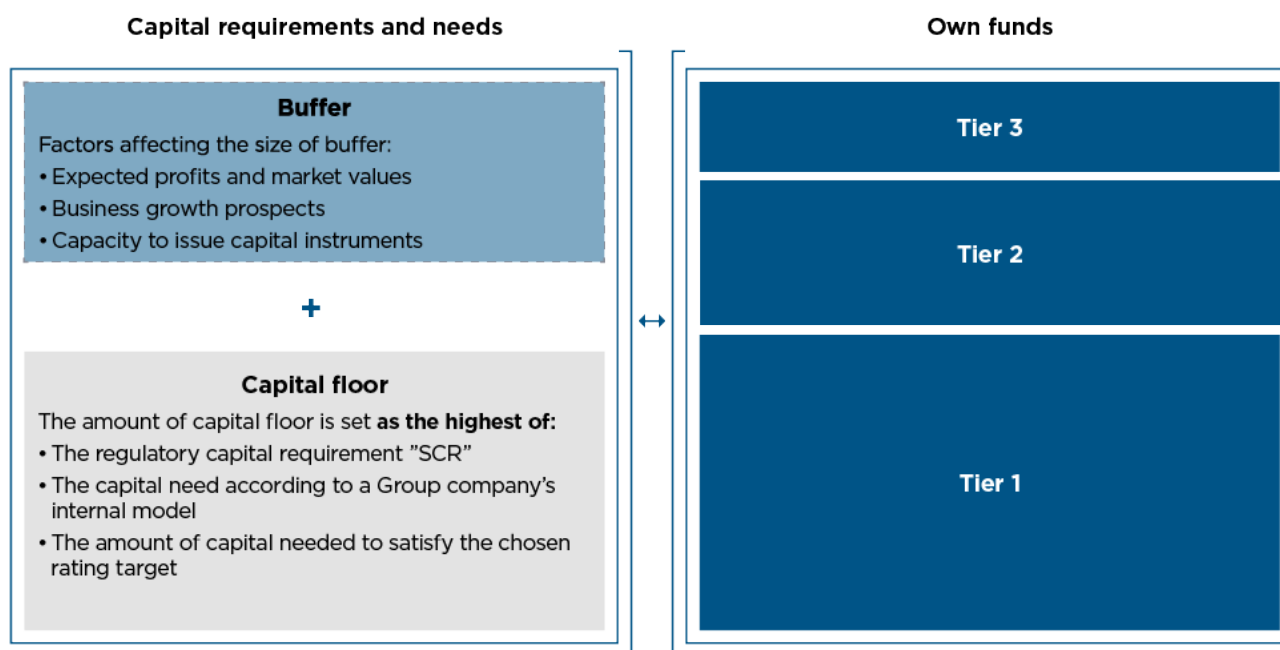 Capital requirements and needs
Buffer
Factors affecting the size of buffer:
• Expected profits and market values
• Business growth prospects
• Capacity to issue capital instruments
+
Capital floor
The amount of capital floor is set as the highest of:
• The regulatory capital requirement ”SCR”
• The capital need according to a Group company’s
internal model
• The amount of capital needed to satisfy the chosen
rating target
Own funds
Tier 3
Tier 2
Tier 1